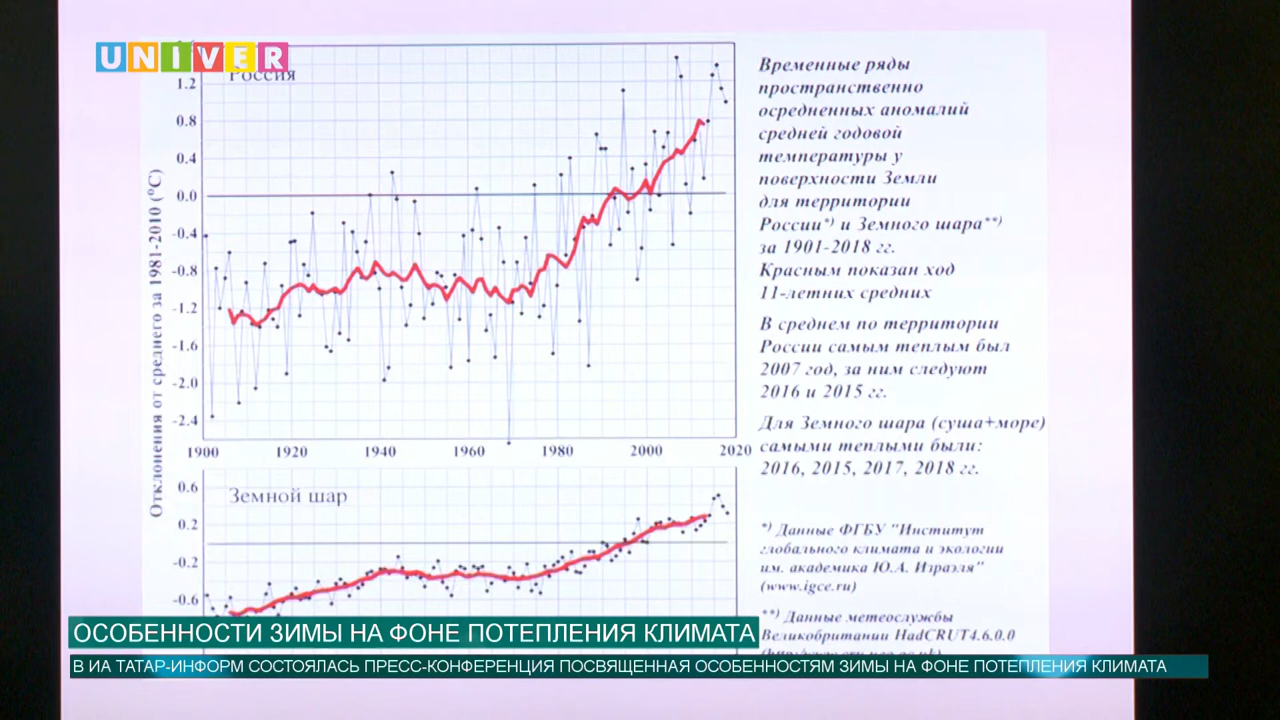 UNIVER
Россия
1.2
0.8
0.4
0.0
-0.4
-0.8
-1.2
-1.6
-2.0
-2.4
1900 1920 1940 1960 1980 2000 2020
Отклонения от среднего за 1981-2010 (°C)
Земной шар
0.6
0.2
-0.2
-0.6
Временные ряды
пространственно
осредненных аномалий
средней годовой
температуры у
поверхности Земли
для территории
России*) и Земного шара**)
за 1901-2018 гг.
Красным показан ход
11-летних средних
В среднем по территории
России самым теплым был
2007 год, за ним следуют
2016 и 2015 гг.
Для Земного шара (суша+море)
самыми теплыми были:
2016, 2015, 2017, 2018 гг.
*) Данные ФГБУ "Институт
глобального климата и экологии
им. академика Ю.А. Израэля"
(www.igce.ru)
**) Данные метеослужбы
Великобритании HadCRUT4.6.0.0
ОСОБЕННОСТИ ЗИМЫ НА ФОНЕ ПОТЕПЛЕНИЯ КЛИМАТА
В ИА ТАТАР-ИНФОРМ СОСТОЯЛАСЬ ПРЕСС-КОНФЕРЕНЦИЯ ПОСВЯЩЕННАЯ ОСОБЕННОСТЯМ ЗИМЫ НА ФОНЕ ПОТЕПЛЕНИЯ КЛИМАТА